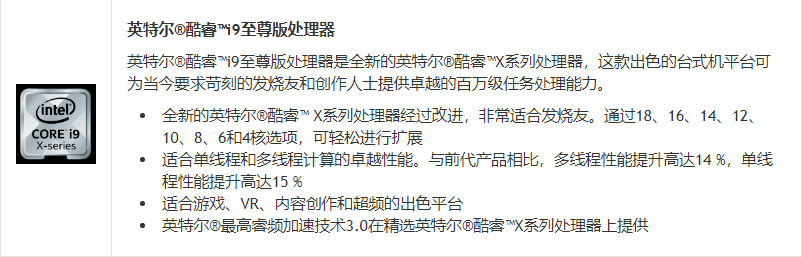 英特尔®酷睿™i9至尊版处理器
英特尔®酷睿™i9至尊版处理器是全新的英特尔®酷睿™X系列处理器，这款出色的台式机平台可
为当今要求苛刻的发烧友和创作人士提供卓越的百万级任务处理能力。
intel
CORE i9
X-series
• 全新的英特尔®酷睿™ X系列处理器经过改进，非常适合发烧友。通过18、16、14、12、
10、8、6和4核选项，可轻松进行扩展
• 适合单线程和多线程计算的卓越性能。与前代产品相比，多线程性能提升高达14 %，单线
程性能提升高达15 %
• 适合游戏、VR、内容创作和超频的出色平台
• 英特尔®最高睿频加速技术3.0在精选英特尔®酷睿™X系列处理器上提供